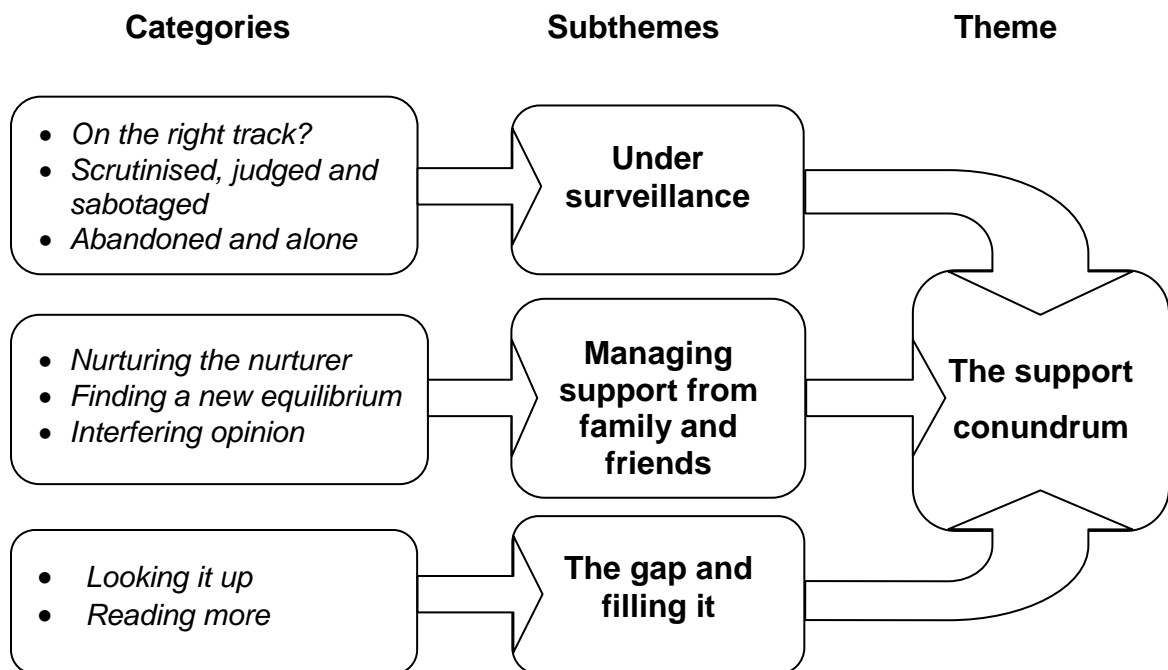 Categories Subthemes Theme
• On the right track?
• Scrutinised, judged and
sabotaged
• Abandoned and alone
Under
surveillance
• Nurturing the nurturer
• Finding a new equilibrium
• Interfering opinion
Managing
support from
family and
friends
The support
conundrum
• Looking it up
• Reading more
The gap and
filling it